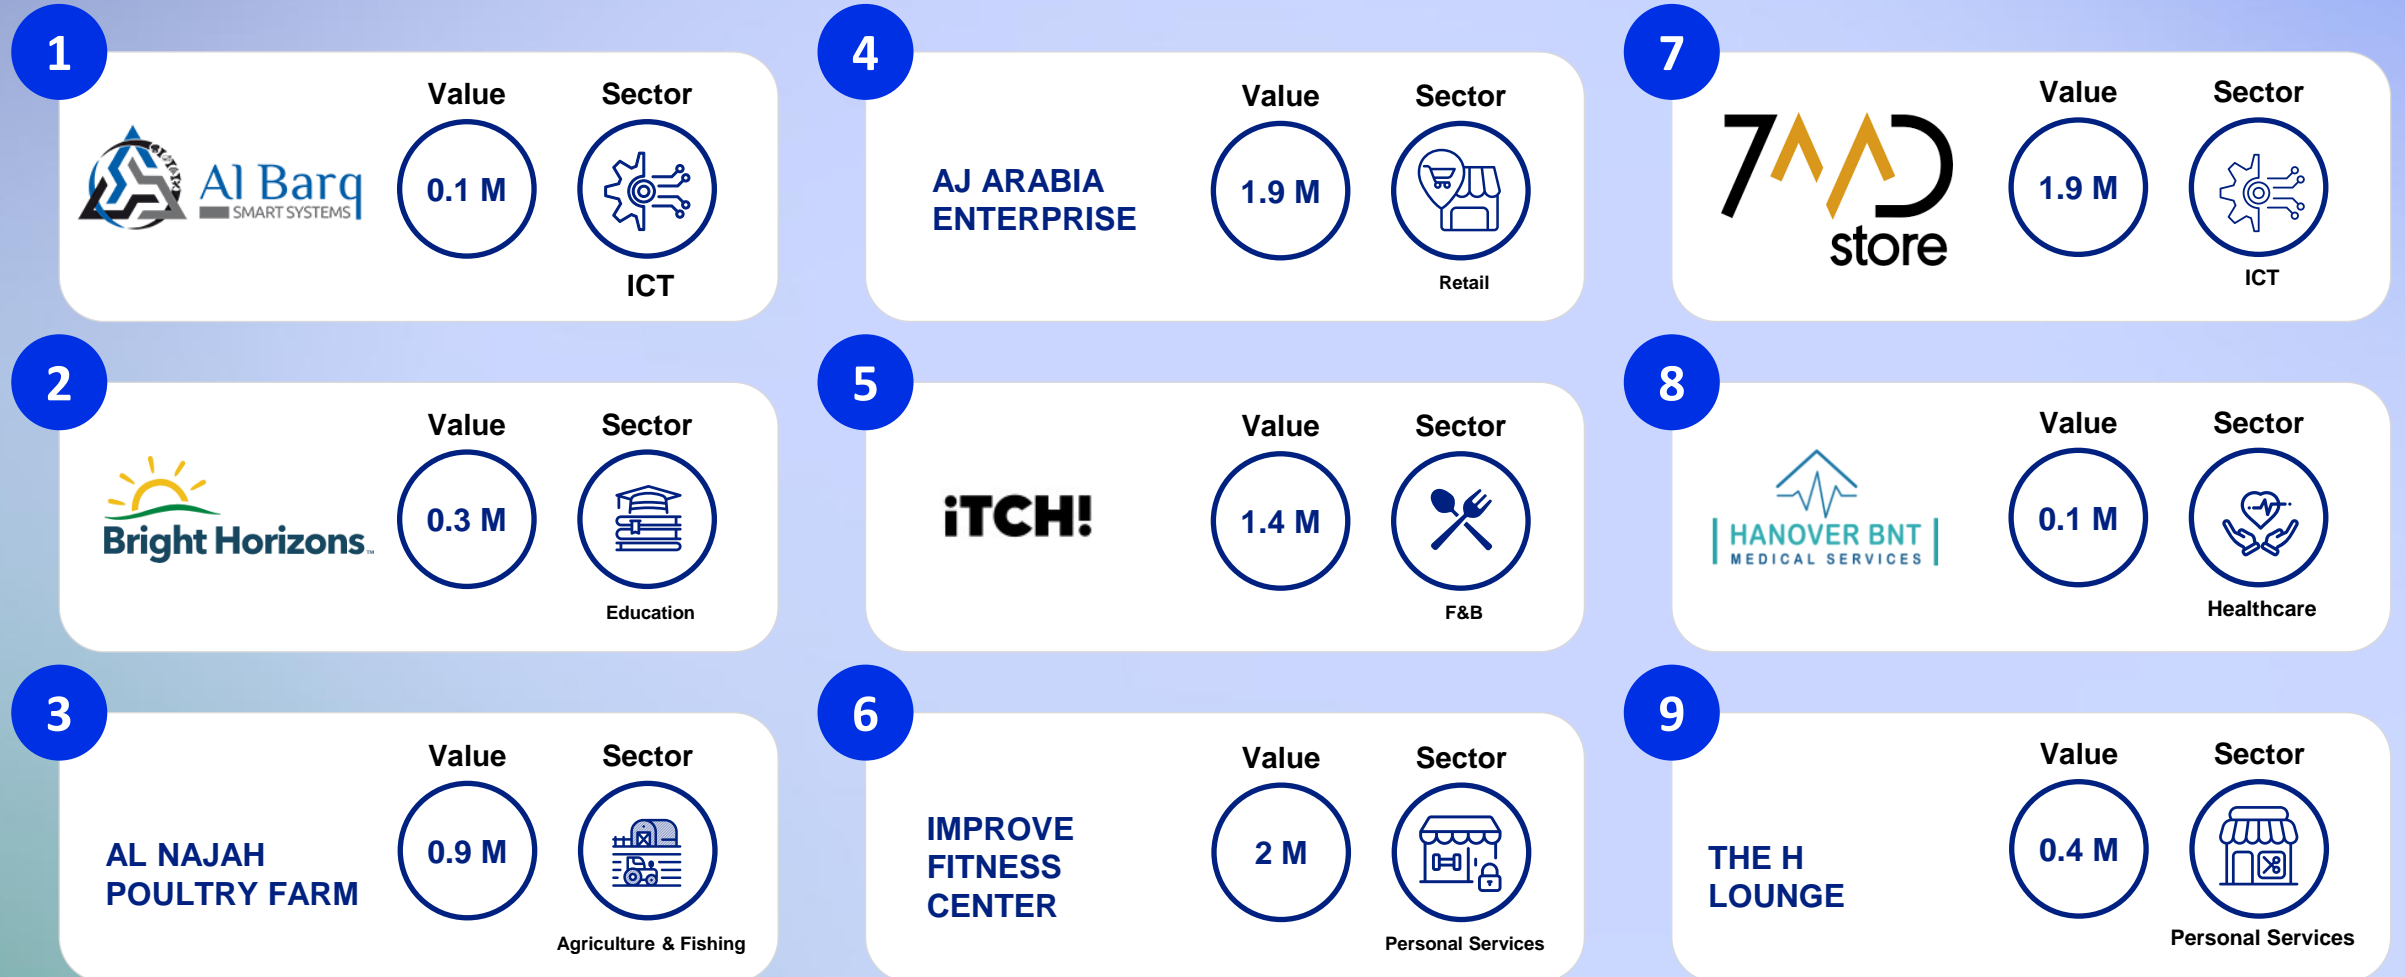 1
Al Barq
SMART SYSTEMS
Value
0.1 M
Sector
ICT
2
Bright Horizons™
Value
0.3 M
Sector
Education
3
AL NAJAH
POULTRY FARM
Value
0.9 M
Sector
Agriculture & Fishing
4
AJ ARABIA
ENTERPRISE
Value
1.9 M
Sector
Retail
5
iTCH!
Value
1.4 M
Sector
F&B
6
IMPROVE
FITNESS
CENTER
Value
2 M
Sector
Personal Services
7
store
Value
1.9 M
Sector
ICT
8
HANOVER BNT
MEDICAL SERVICES
Value
0.1 M
Sector
Healthcare
9
THE H
LOUNGE
Value
0.4 M
Sector
Personal Services